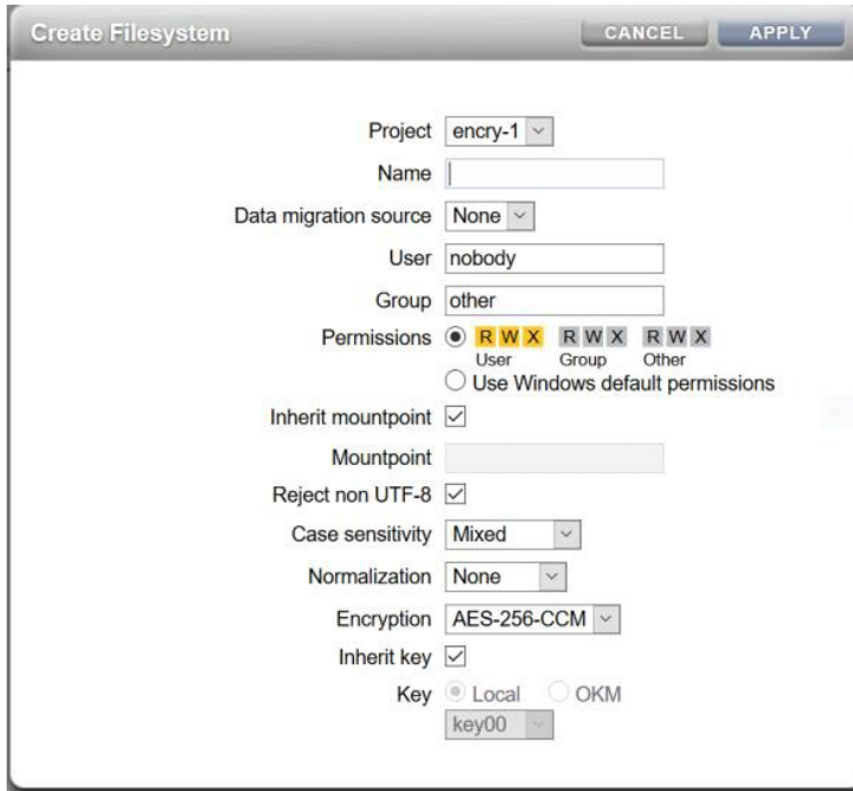 Create Filesystem CANCEL APPLY
Project encry-1
Name
Data migration source None
User nobody
Group other
Permissions R W X R W X R W X
User Group Other
Use Windows default permissions
Inherit mountpoint
Mountpoint
Reject non UTF-8
Case sensitivity Mixed
Normalization None
Encryption AES-256-CCM
Inherit key
Key Local OKM
key00